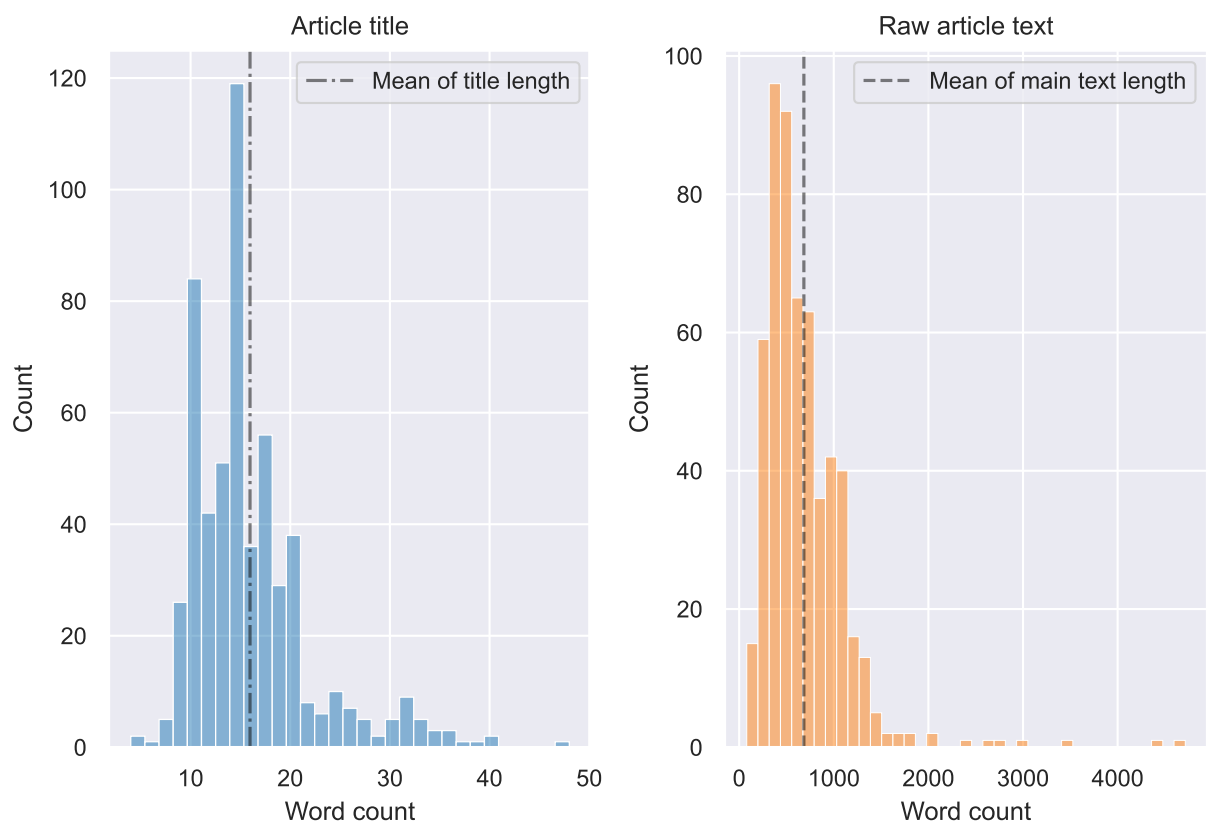 Article title
Mean of title length
120
100
80
60
40
20
0
Count
10 20 30 40 50
Word count
Raw article text
Mean of main text length
100
80
60
40
20
0
Count
0 1000 2000 3000 4000
Word count